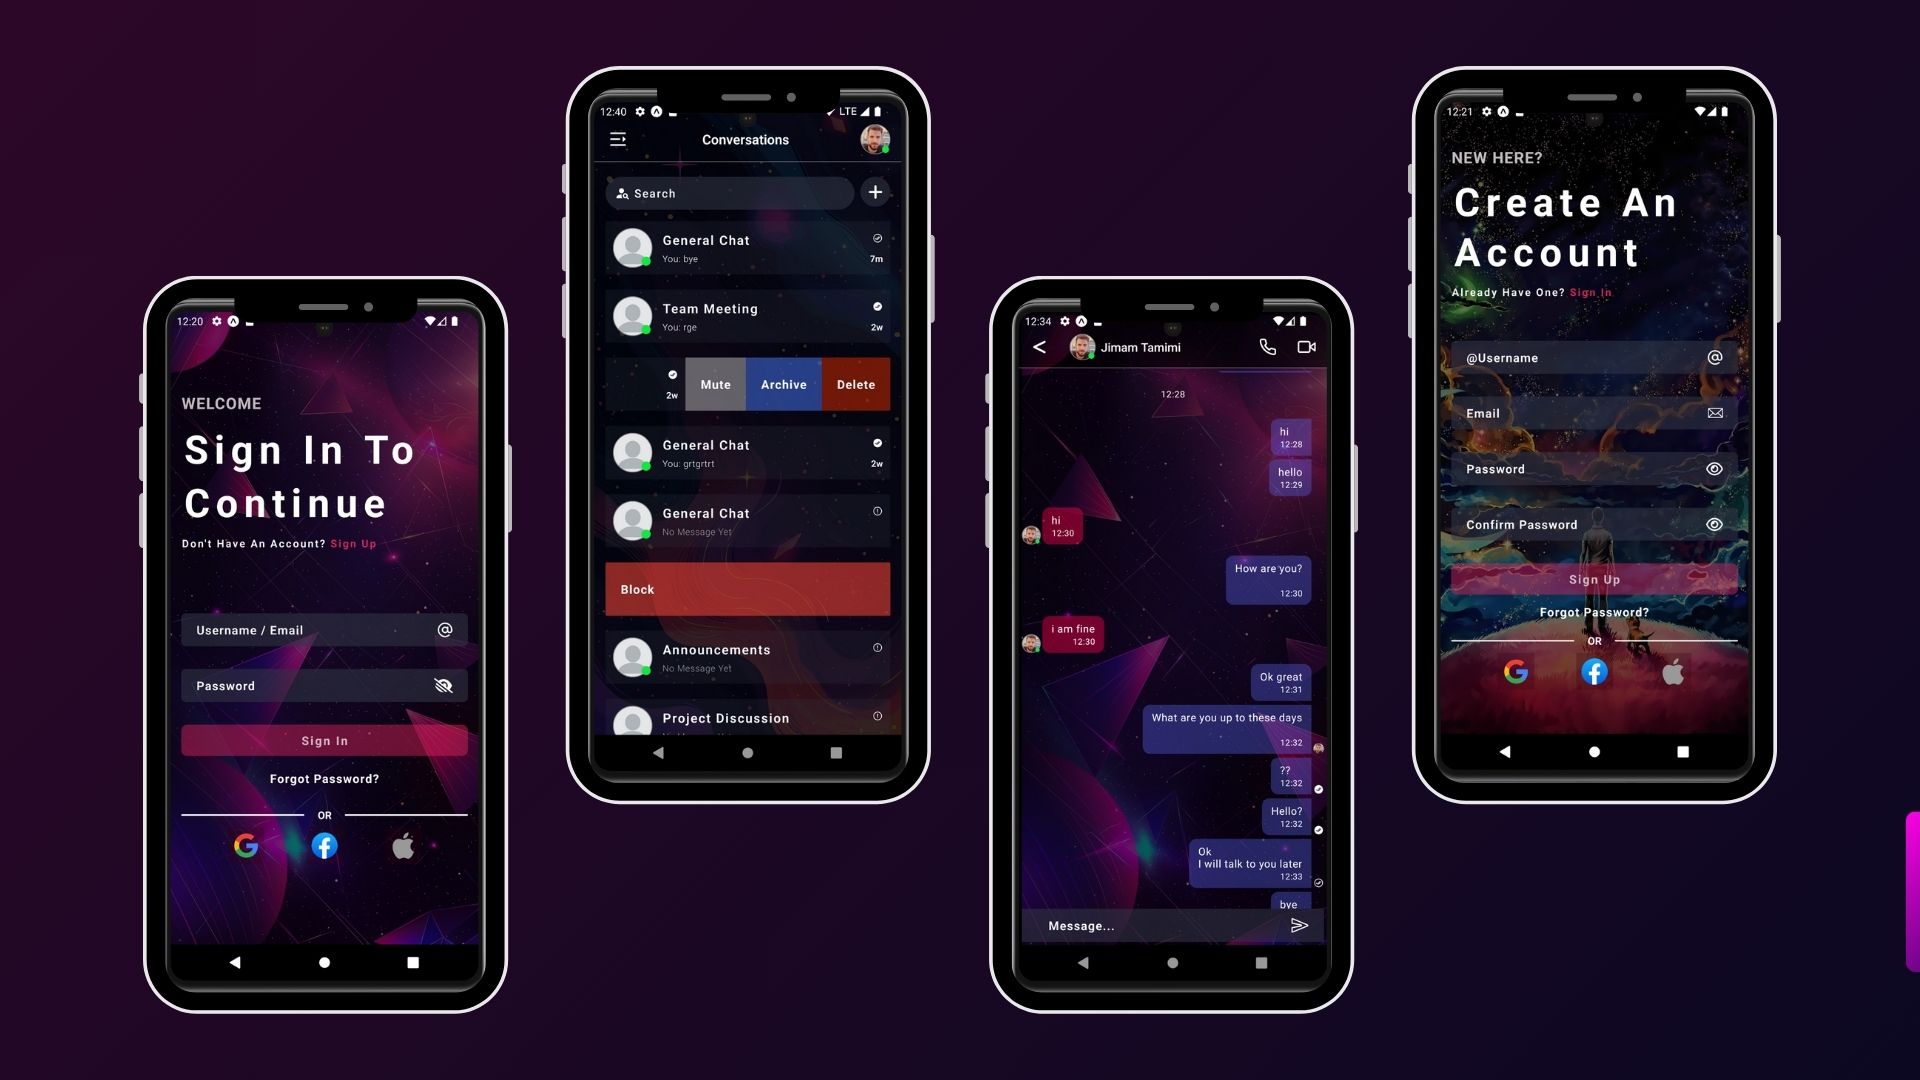 12:20
WELCOME
Sign In To
Continue
Don't Have An Account? Sign Up
Username / Email
Password
Sign In
Forgot Password?
OR
12:40
LTE
Conversations
Search
General Chat
You: bye
7m
Team Meeting
You: rge
2w
2w
Mute
Archive
Delete
General Chat
You: grtgrtrt
2w
General Chat
No Message Yet
Block
Announcements
No Message Yet
Project Discussion
12:34
Jimam Tamimi
12:28
hi
12:28
hello
12:29
hi
12:30
How are you?
12:30
i am fine
12:30
Ok great
12:31
What are you up to these days
12:32
??
12:32
Hello?
12:32
Ok
I will talk to you later
12:33
bye
Message...
12:21
NEW HERE?
Create An
Account
Already Have One? Sign In
@Username
Email
Password
Confirm Password
Sign Up
Forgot Password?
OR